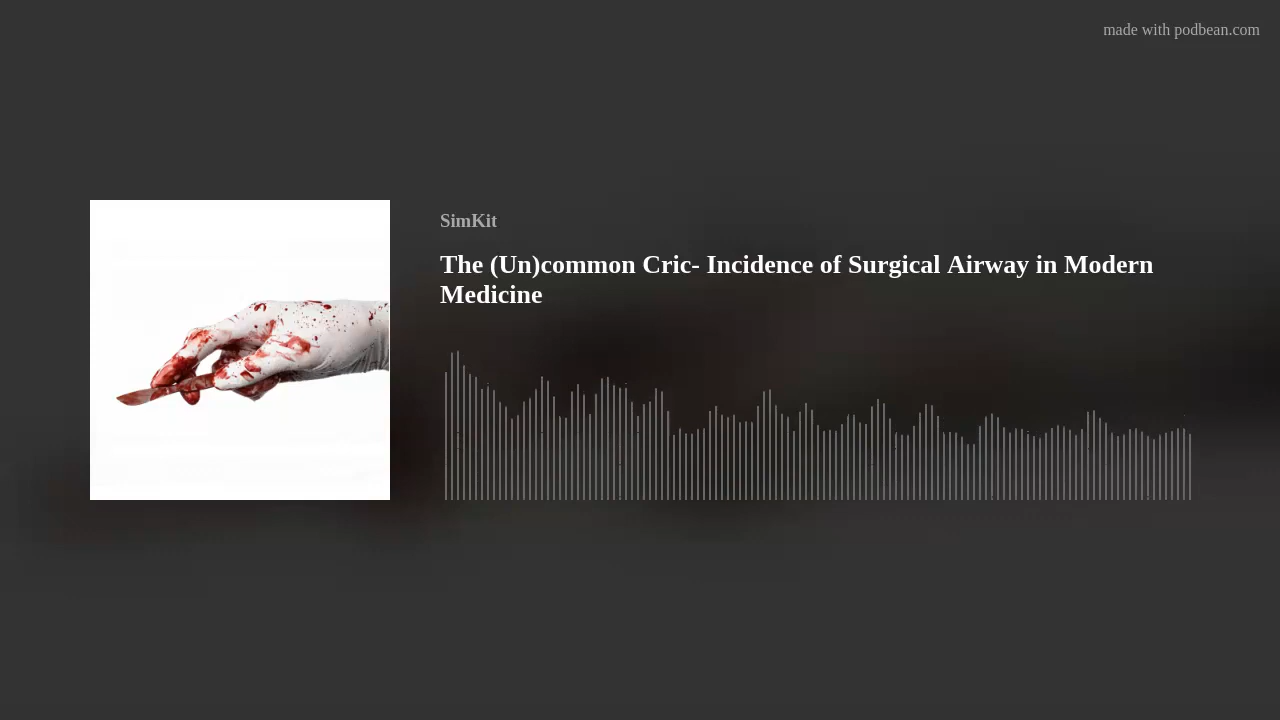 made with podbean.com
SimKit
The (Un)common Cric- Incidence of Surgical Airway in Modern
Medicine